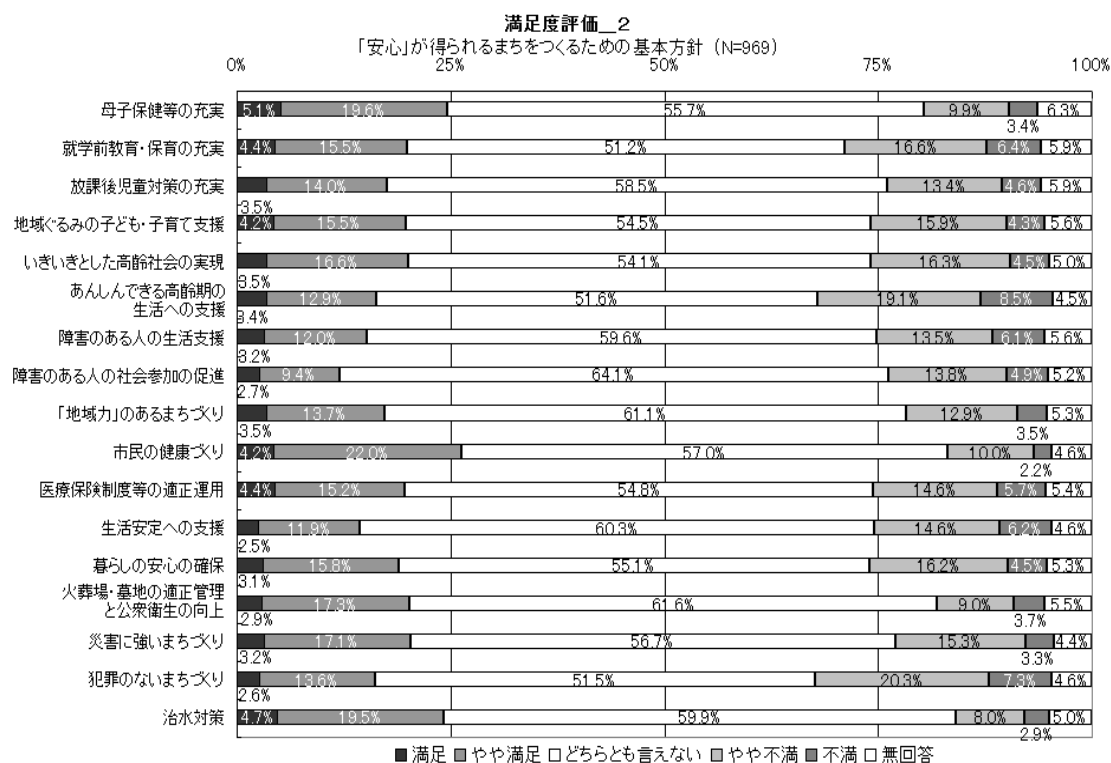 満足度評価__2
「安心」が得られるまちをつくるための基本方針 (N=969)
0% 25% 50% 75% 100%
母子保健等の充実 5.1% 19.6% 55.7% 9.9% 6.3%
3.4%
就学前教育・保育の充実 4.4% 15.5% 51.2% 16.6% 6.4% 5.9%
放課後児童対策の充実 14.0% 58.5% 13.4% 4.6% 5.9%
3.5%
地域ぐるみの子ども・子育て支援 4.2% 15.5% 54.5% 15.9% 4.3% 5.6%
いきいきとした高齢社会の実現 16.6% 54.1% 16.3% 4.5% 5.0%
3.5%
あんしんできる高齢期の
生活への支援 12.9% 51.6% 19.1% 8.5% 4.5%
3.4%
障害のある人の生活支援 12.0% 59.6% 13.5% 6.1% 5.6%
3.2%
障害のある人の社会参加の促進 9.4% 64.1% 13.8% 4.9% 5.2%
2.7%
「地域力」のあるまちづくり 13.7% 61.1% 12.9% 5.3%
3.5% 3.5%
市民の健康づくり 4.2% 22.0% 57.0% 10.0% 4.6%
2.2%
医療保険制度等の適正運用 4.4% 15.2% 54.8% 14.6% 5.7% 5.4%
生活安定への支援 11.9% 60.3% 14.6% 6.2% 4.6%
2.5%
暮らしの安心の確保 15.8% 55.1% 16.2% 4.5% 5.3%
3.1%
火葬場・墓地の適正管理
と公衆衛生の向上 17.3% 61.6% 9.0% 5.5%
2.9% 3.7%
災害に強いまちづくり 17.1% 56.7% 15.3% 4.4%
3.2% 3.3%
犯罪のないまちづくり 13.6% 51.5% 20.3% 7.3% 4.6%
2.6%
治水対策 4.7% 19.5% 59.9% 8.0% 5.0%
2.9%
満足 やや満足 どちらとも言えない やや不満 不満 無回答